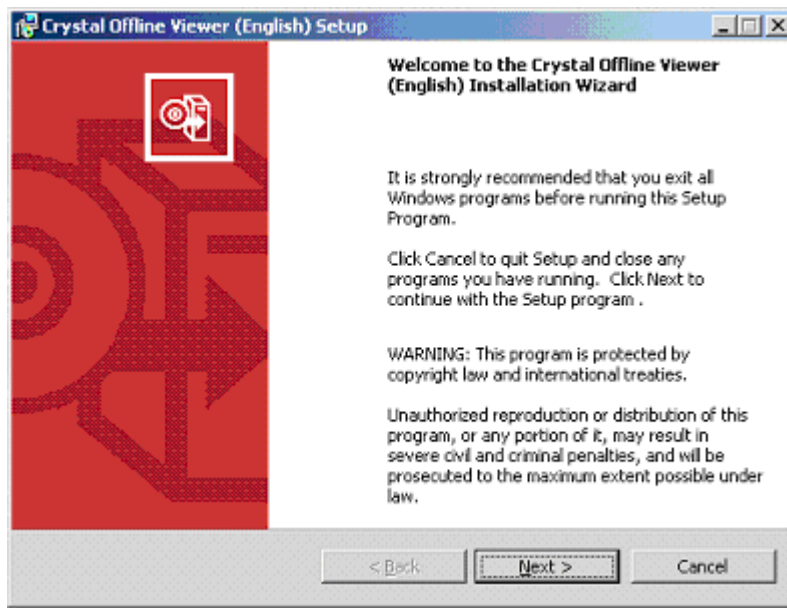 Crystal Offline Viewer (English) Setup
Welcome to the Crystal Offline Viewer
(English) Installation Wizard
It is strongly recommended that you exit all
Windows programs before running this Setup
Program.
Click Cancel to quit Setup and close any
programs you have running.  Click Next to
continue with the Setup program .
WARNING: This program is protected by
copyright law and international treaties.
Unauthorized reproduction or distribution of this
program, or any portion of it, may result in
severe civil and criminal penalties, and will be
prosecuted to the maximum extent possible under
law.
< Back Next > Cancel